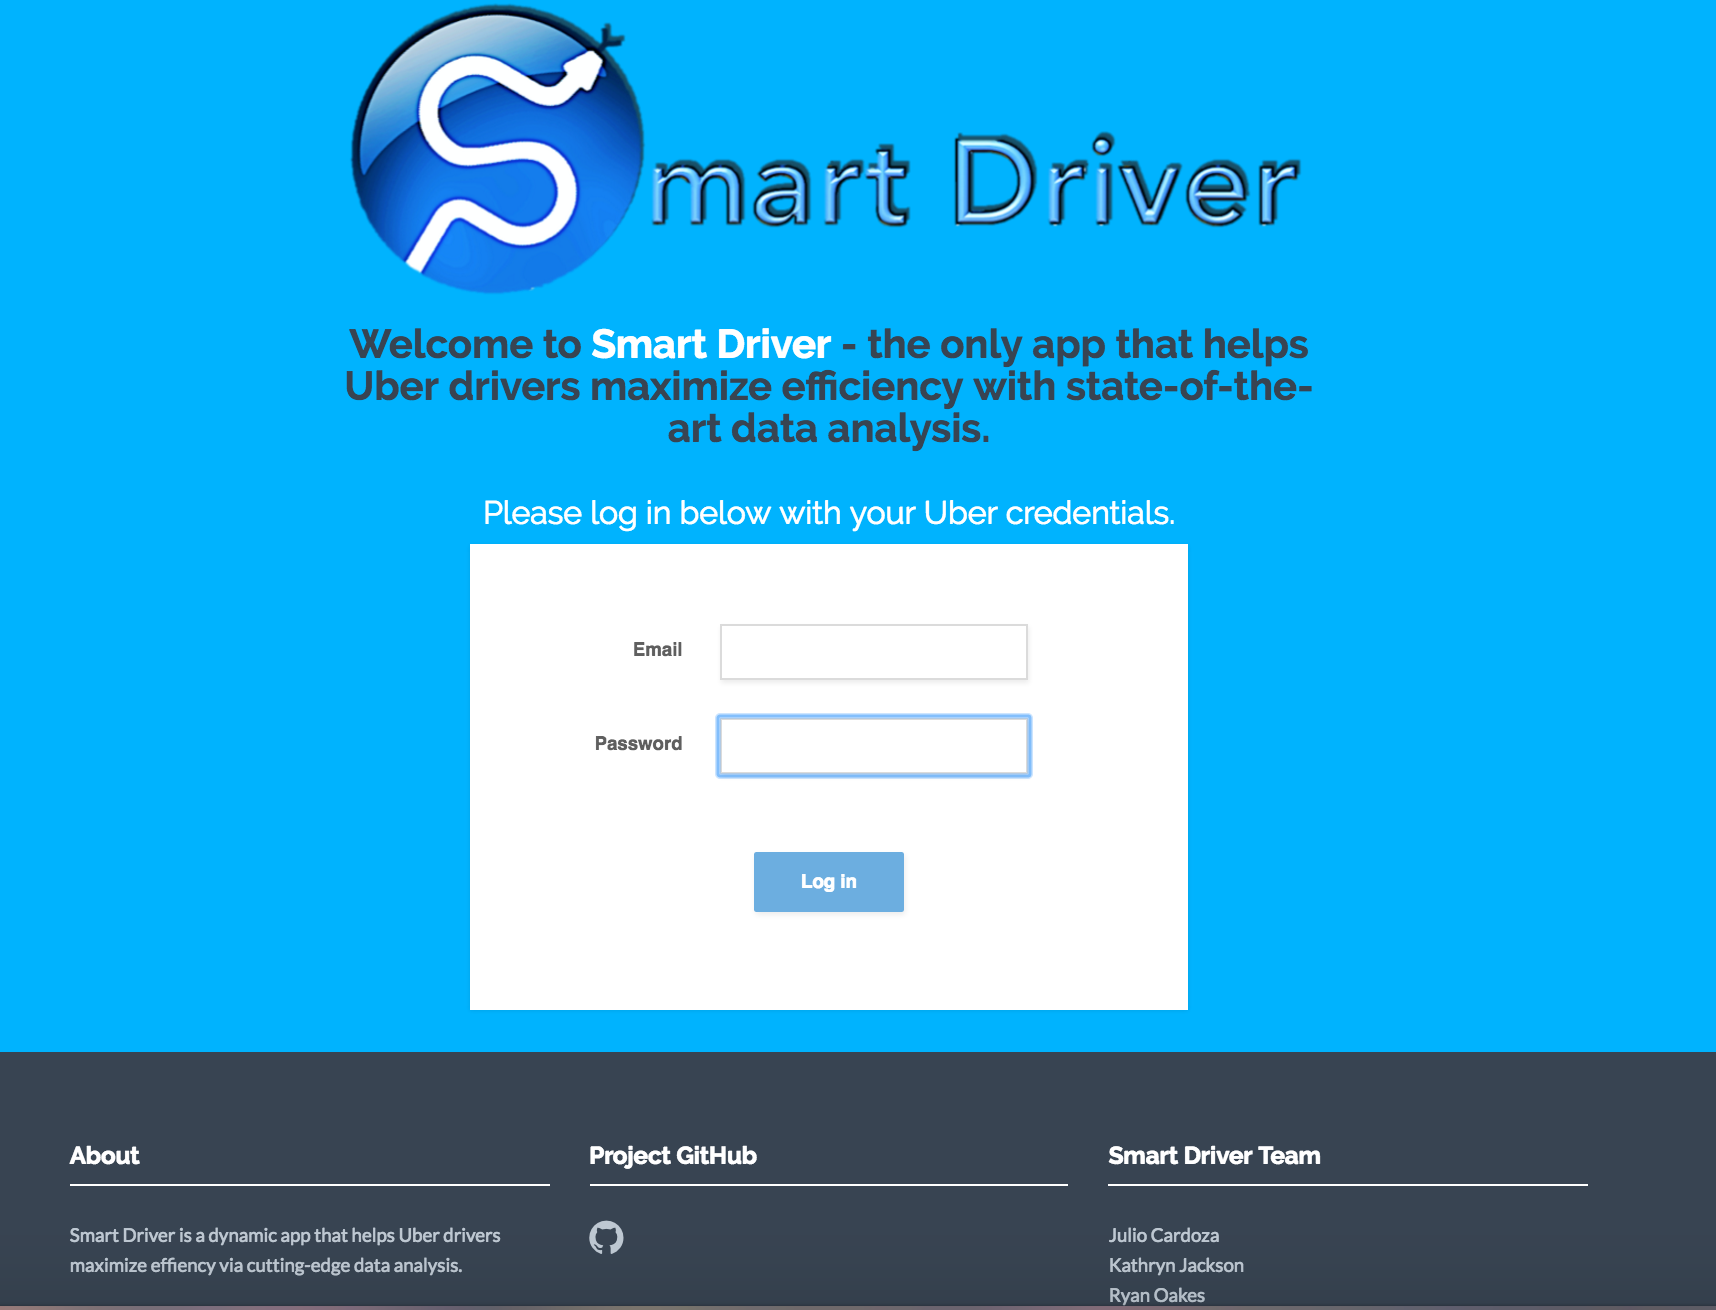 Smart Driver
Welcome to Smart Driver - the only app that helps
Uber drivers maximize efficiency with state-of-the-
art data analysis.
Please log in below with your Uber credentials.
Email
Password
Log in
About
Smart Driver is a dynamic app that helps Uber drivers
maximize effiency via cutting-edge data analysis.
Project GitHub
Smart Driver Team
Julio Cardoza
Kathryn Jackson
Ryan Oakes